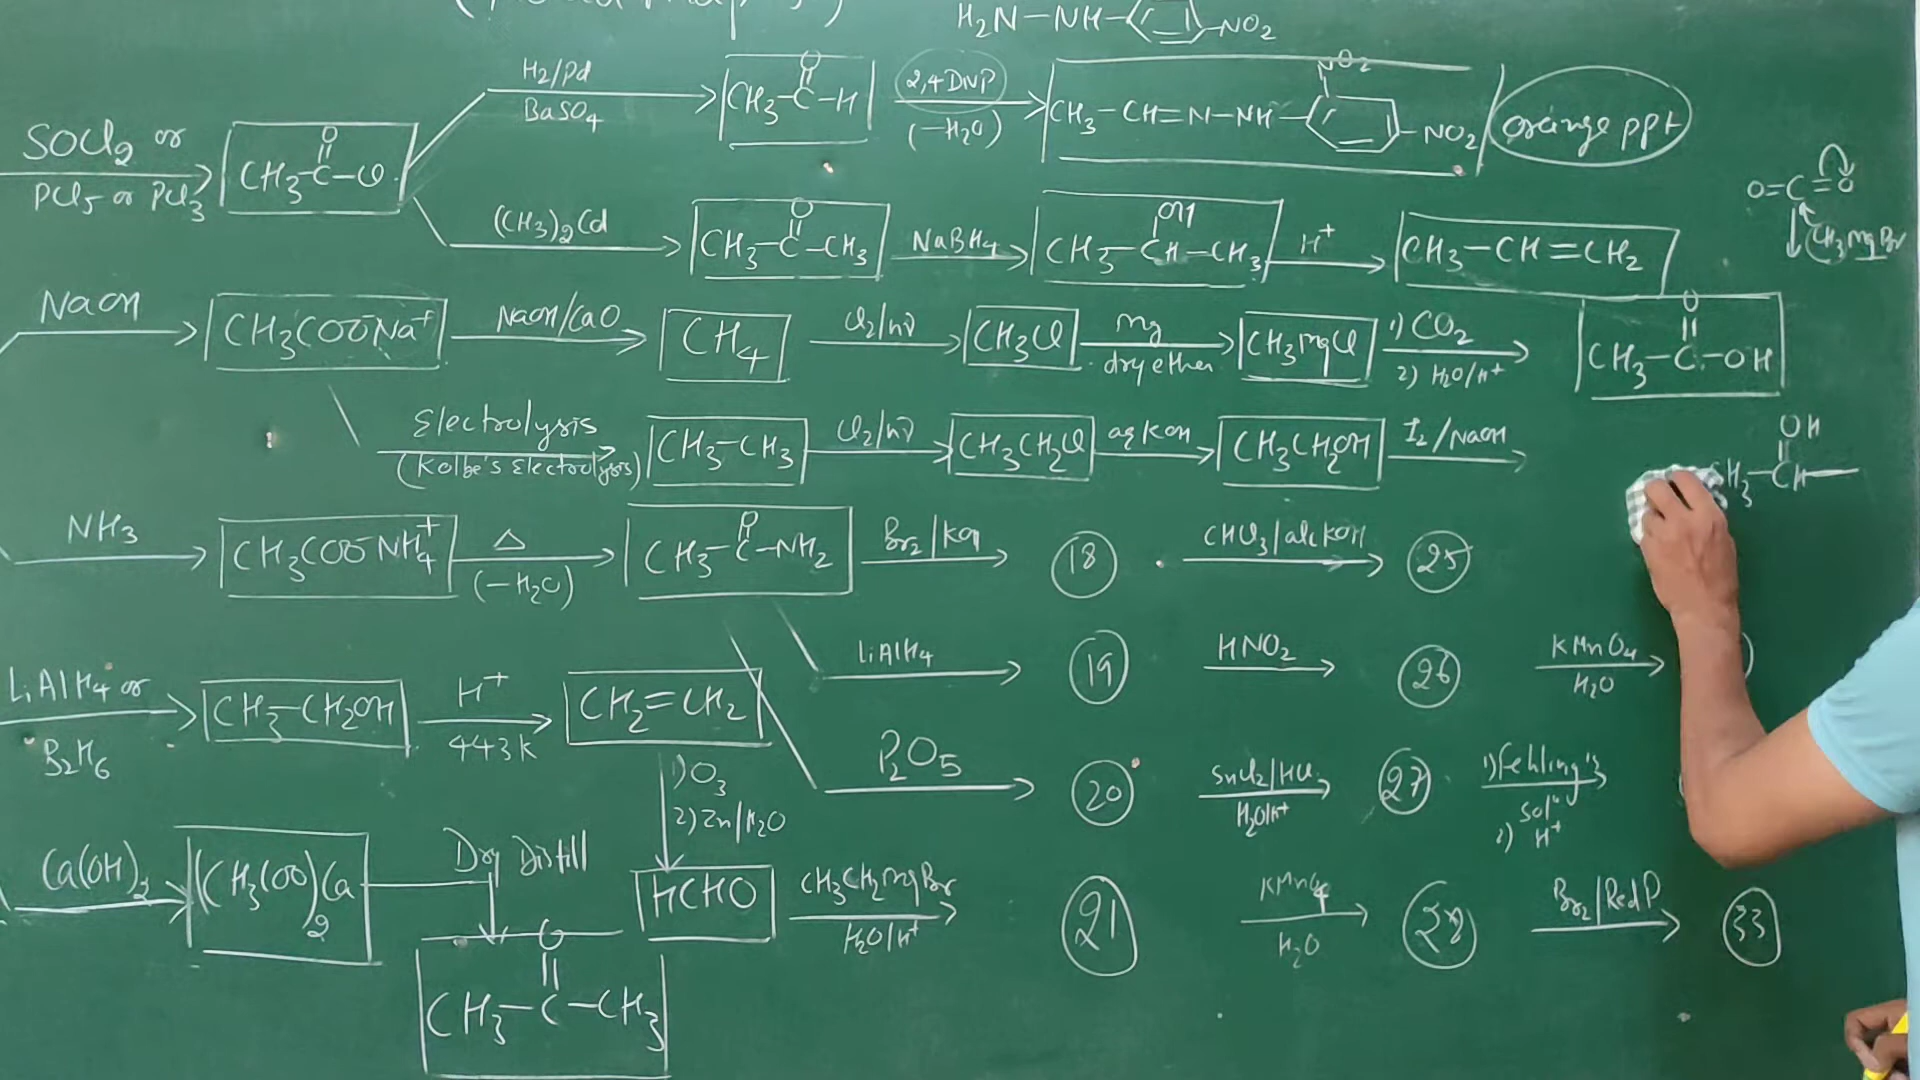 H₂N—NH— —NO₂
H₂/Pd
BaSO₄
O
CH₃—C—H
2,4 DNP
(—H₂O)
NO₂
CH₃—CH=N—NH— —NO₂
orange ppt
SOCl₂ or
PCl₅ or PCl₃
O
CH₃—C—Cl
(CH₃)₂Cd
O
CH₃—C—CH₃
NaBH₄
OH
CH₃—CH—CH₃
H⁺
CH₃—CH=CH₂
O=C=O
CH₃MgBr
NaOH
CH₃COO⁻Na⁺
NaOH/CaO
CH₄
Cl₂/hν
CH₃Cl
Mg
dry ether
CH₃MgCl
1) CO₂
2) H₂O/H⁺
O
CH₃—C—OH
Electrolysis
(Kolbe's Electrolysis)
CH₃—CH₃
Cl₂/hν
CH₃CH₂Cl
aq KOH
CH₃CH₂OH
I₂/NaOH
OH
H₃—CH—
NH₃
CH₃COO⁻NH₄⁺
△
(—H₂O)
O
CH₃—C—NH₂
Br₂/KOH
18
CHCl₃/alc KOH
25
LiAlH₄
19
HNO₂
26
KMnO₄
H₂O
LiAlH₄ or
B₂H₆
CH₃—CH₂OH
H⁺
443K
CH₂=CH₂
P₂O₅
20
SnCl₂/HCl
H₂O/H⁺
27
1) Fehling's
Solⁿ
2) H⁺
1) O₃
2) Zn/H₂O
Ca(OH)₂
(CH₃COO)₂Ca
Dry Distill
HCHO
CH₃CH₂MgBr
H₂O/H⁺
21
KMnO₄
H₂O
28
Br₂/Red P
33
O
CH₃—C—CH₃